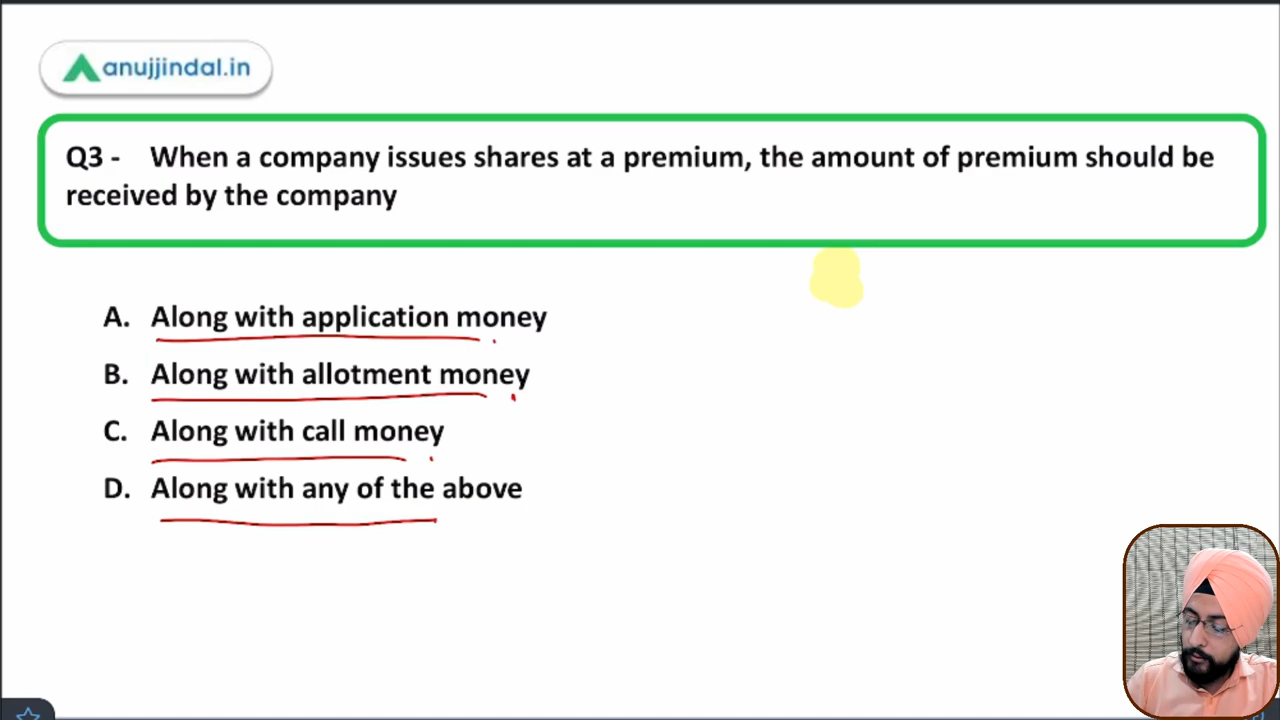 anujjindal.in
Q3 - When a company issues shares at a premium, the amount of premium should be
received by the company
A. Along with application money
B. Along with allotment money
C. Along with call money
D. Along with any of the above